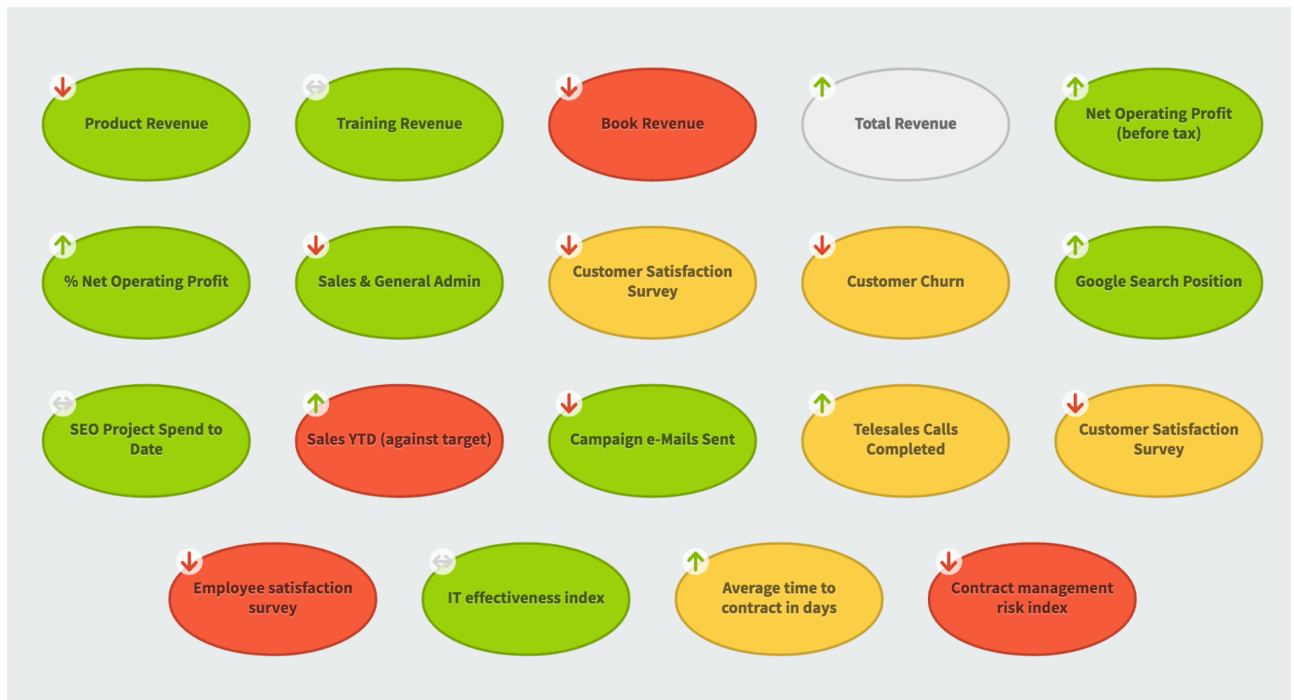 Product Revenue
Training Revenue
Book Revenue
Total Revenue
Net Operating Profit
(before tax)
% Net Operating Profit
Sales & General Admin
Customer Satisfaction
Survey
Customer Churn
Google Search Position
SEO Project Spend to
Date
Sales YTD (against target)
Campaign e-Mails Sent
Telesales Calls
Completed
Customer Satisfaction
Survey
Employee satisfaction
survey
IT effectiveness index
Average time to
contract in days
Contract management
risk index